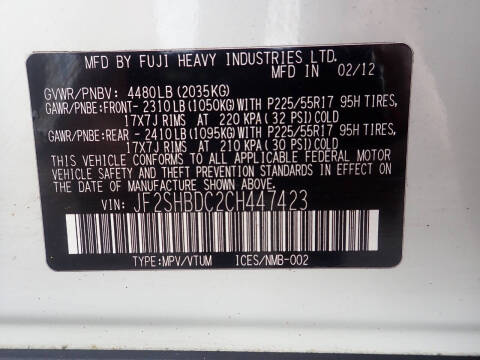 MFD BY FUJI HEAVY INDUSTRIES LTD.
MADE IN JAPAN 02/12
GVWR/PNBV: 4480LB (2035KG)
GAWR/PNBE:FRONT- 2310LB (1050KG) WITH P225/55R17 95H TIRES,
17X7J RIMS AT 220 KPA (32 PSI) COLD
GAWR/PNBE:REAR - 2410LB (1095KG) WITH P225/55R17 95H TIRES,
17X7J RIMS AT 210 KPA (30 PSI) COLD
THIS VEHICLE CONFORMS TO ALL APPLICABLE FEDERAL MOTOR
VEHICLE SAFETY AND THEFT PREVENTION STANDARDS IN EFFECT
ON THE DATE OF MANUFACTURE SHOWN ABOVE.
VIN: JF2SHBDC2CH447423
TYPE:MPV/VTUM ICES/NMB-002